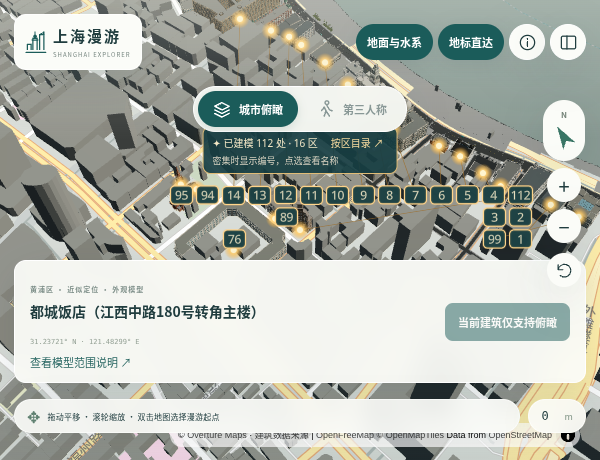 上海漫游
SHANGHAI EXPLORER
地面与水系
地标直达
城市俯瞰
第三人称
✦ 已建模 112 处 · 16 区 按区目录 ↗
密集时显示编号，点选查看名称
N
95 94 14 13 12 11 10 9 8 7 6 5 4 112
89 3 2
76 99 1
+
−
黄浦区 · 近似定位 · 外观模型
都城饭店（江西中路180号转角主楼）
当前建筑仅支持俯瞰
31.23721° N · 121.48299° E
查看模型范围说明 ↗
拖动平移 · 滚轮缩放 · 双击地图选择漫游起点
0 m
© Overture Maps · 建筑数据来源 | OpenFreeMap © OpenMapTiles Data from OpenStreetMap